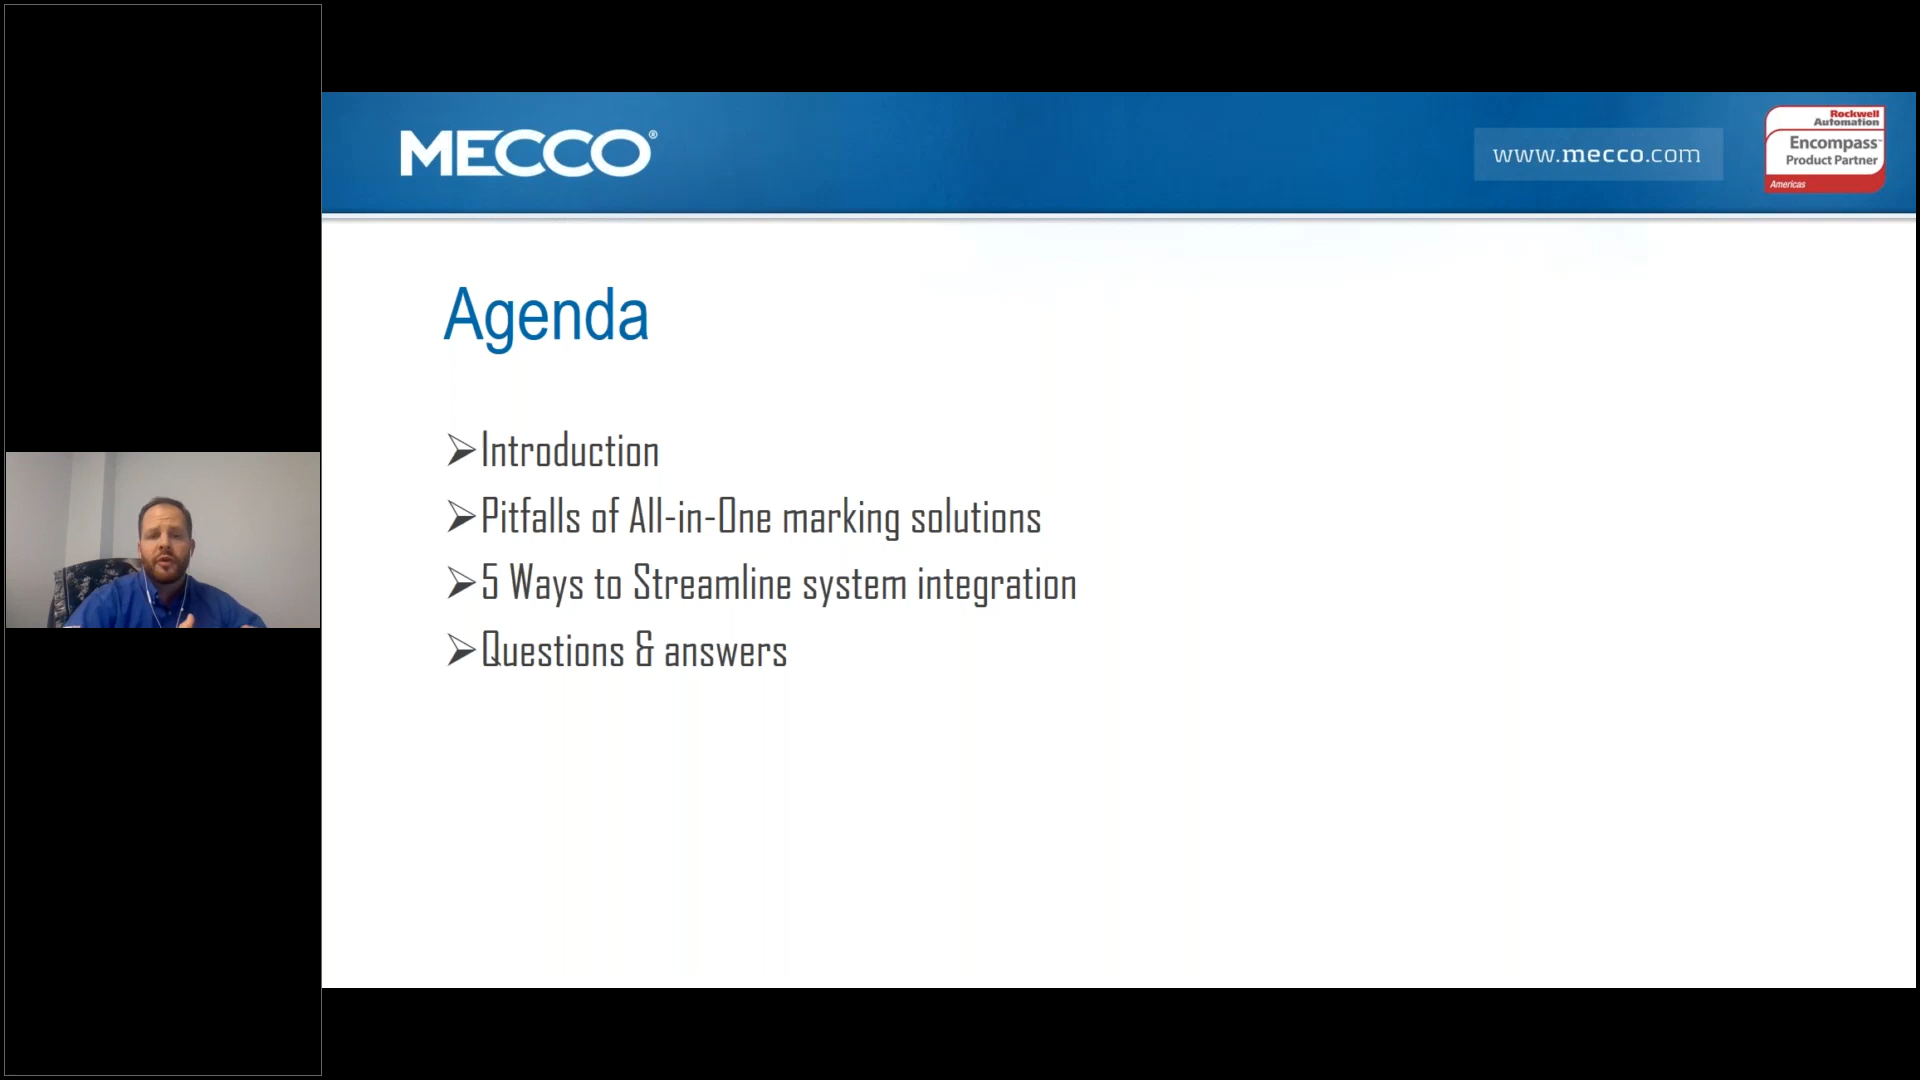 MECCO®
www.mecco.com
Rockwell
Automation
Encompass™
Product Partner
Americas
Agenda
➢Introduction
➢Pitfalls of All-in-One marking solutions
➢5 Ways to Streamline system integration
➢Questions & answers